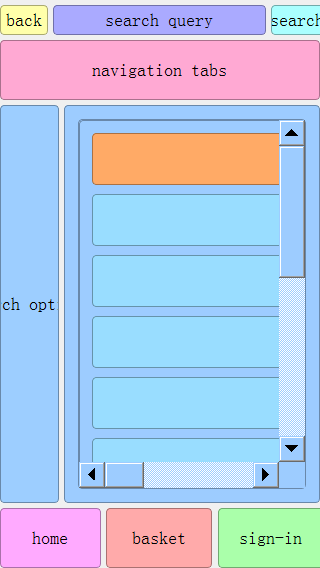 back
search query
search
navigation tabs
ch opt
home
basket
sign-in